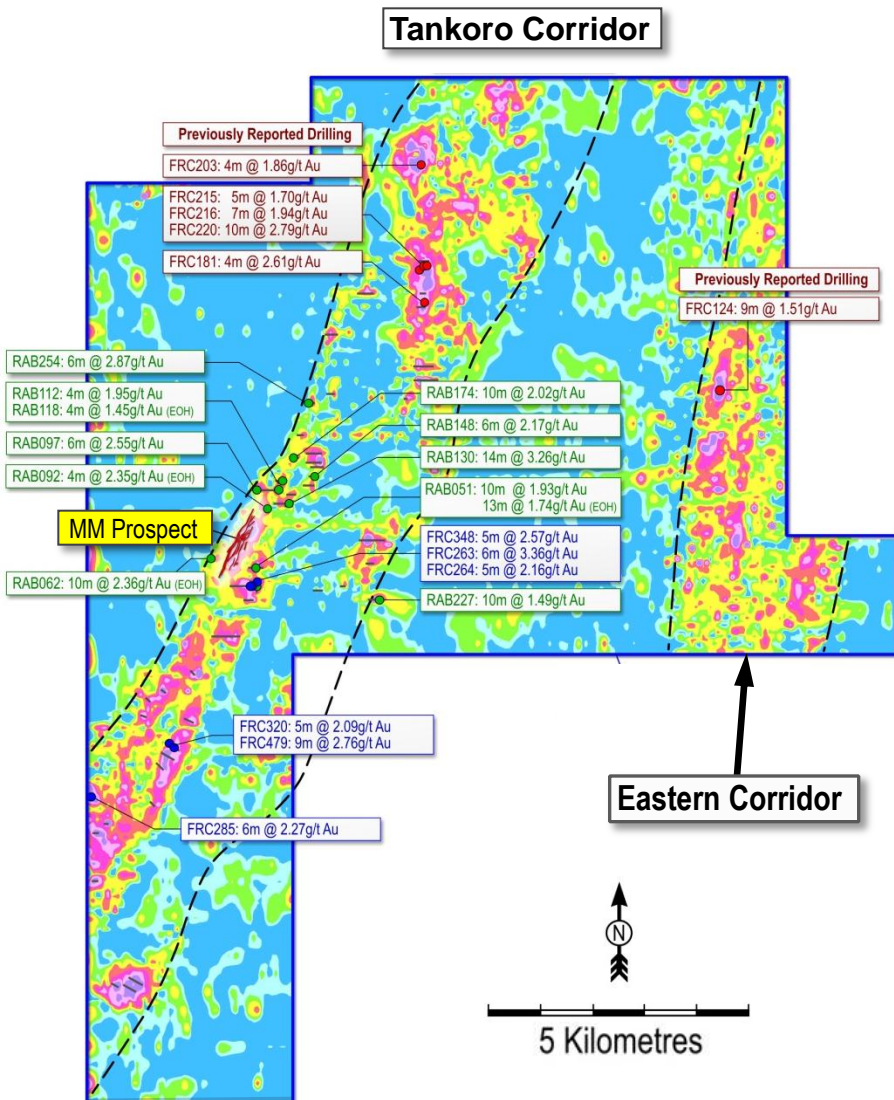 Tankoro Corridor
Previously Reported Drilling
FRC203: 4m @ 1.86g/t Au
FRC215: 5m @ 1.70g/t Au
FRC216: 7m @ 1.94g/t Au
FRC220: 10m @ 2.79g/t Au
FRC181: 4m @ 2.61g/t Au
Previously Reported Drilling
FRC124: 9m @ 1.51g/t Au
RAB254: 6m @ 2.87g/t Au
RAB112: 4m @ 1.95g/t Au
RAB118: 4m @ 1.45g/t Au (EOH)
RAB097: 6m @ 2.55g/t Au
RAB092: 4m @ 2.35g/t Au (EOH)
MM Prospect
RAB062: 10m @ 2.36g/t Au (EOH)
RAB174: 10m @ 2.02g/t Au
RAB148: 6m @ 2.17g/t Au
RAB130: 14m @ 3.26g/t Au
RAB051: 10m @ 1.93g/t Au
13m @ 1.74g/t Au (EOH)
FRC348: 5m @ 2.57g/t Au
FRC263: 6m @ 3.36g/t Au
FRC264: 5m @ 2.16g/t Au
RAB227: 10m @ 1.49g/t Au
FRC320: 5m @ 2.09g/t Au
FRC479: 9m @ 2.76g/t Au
FRC285: 6m @ 2.27g/t Au
Eastern Corridor
N
5 Kilometres